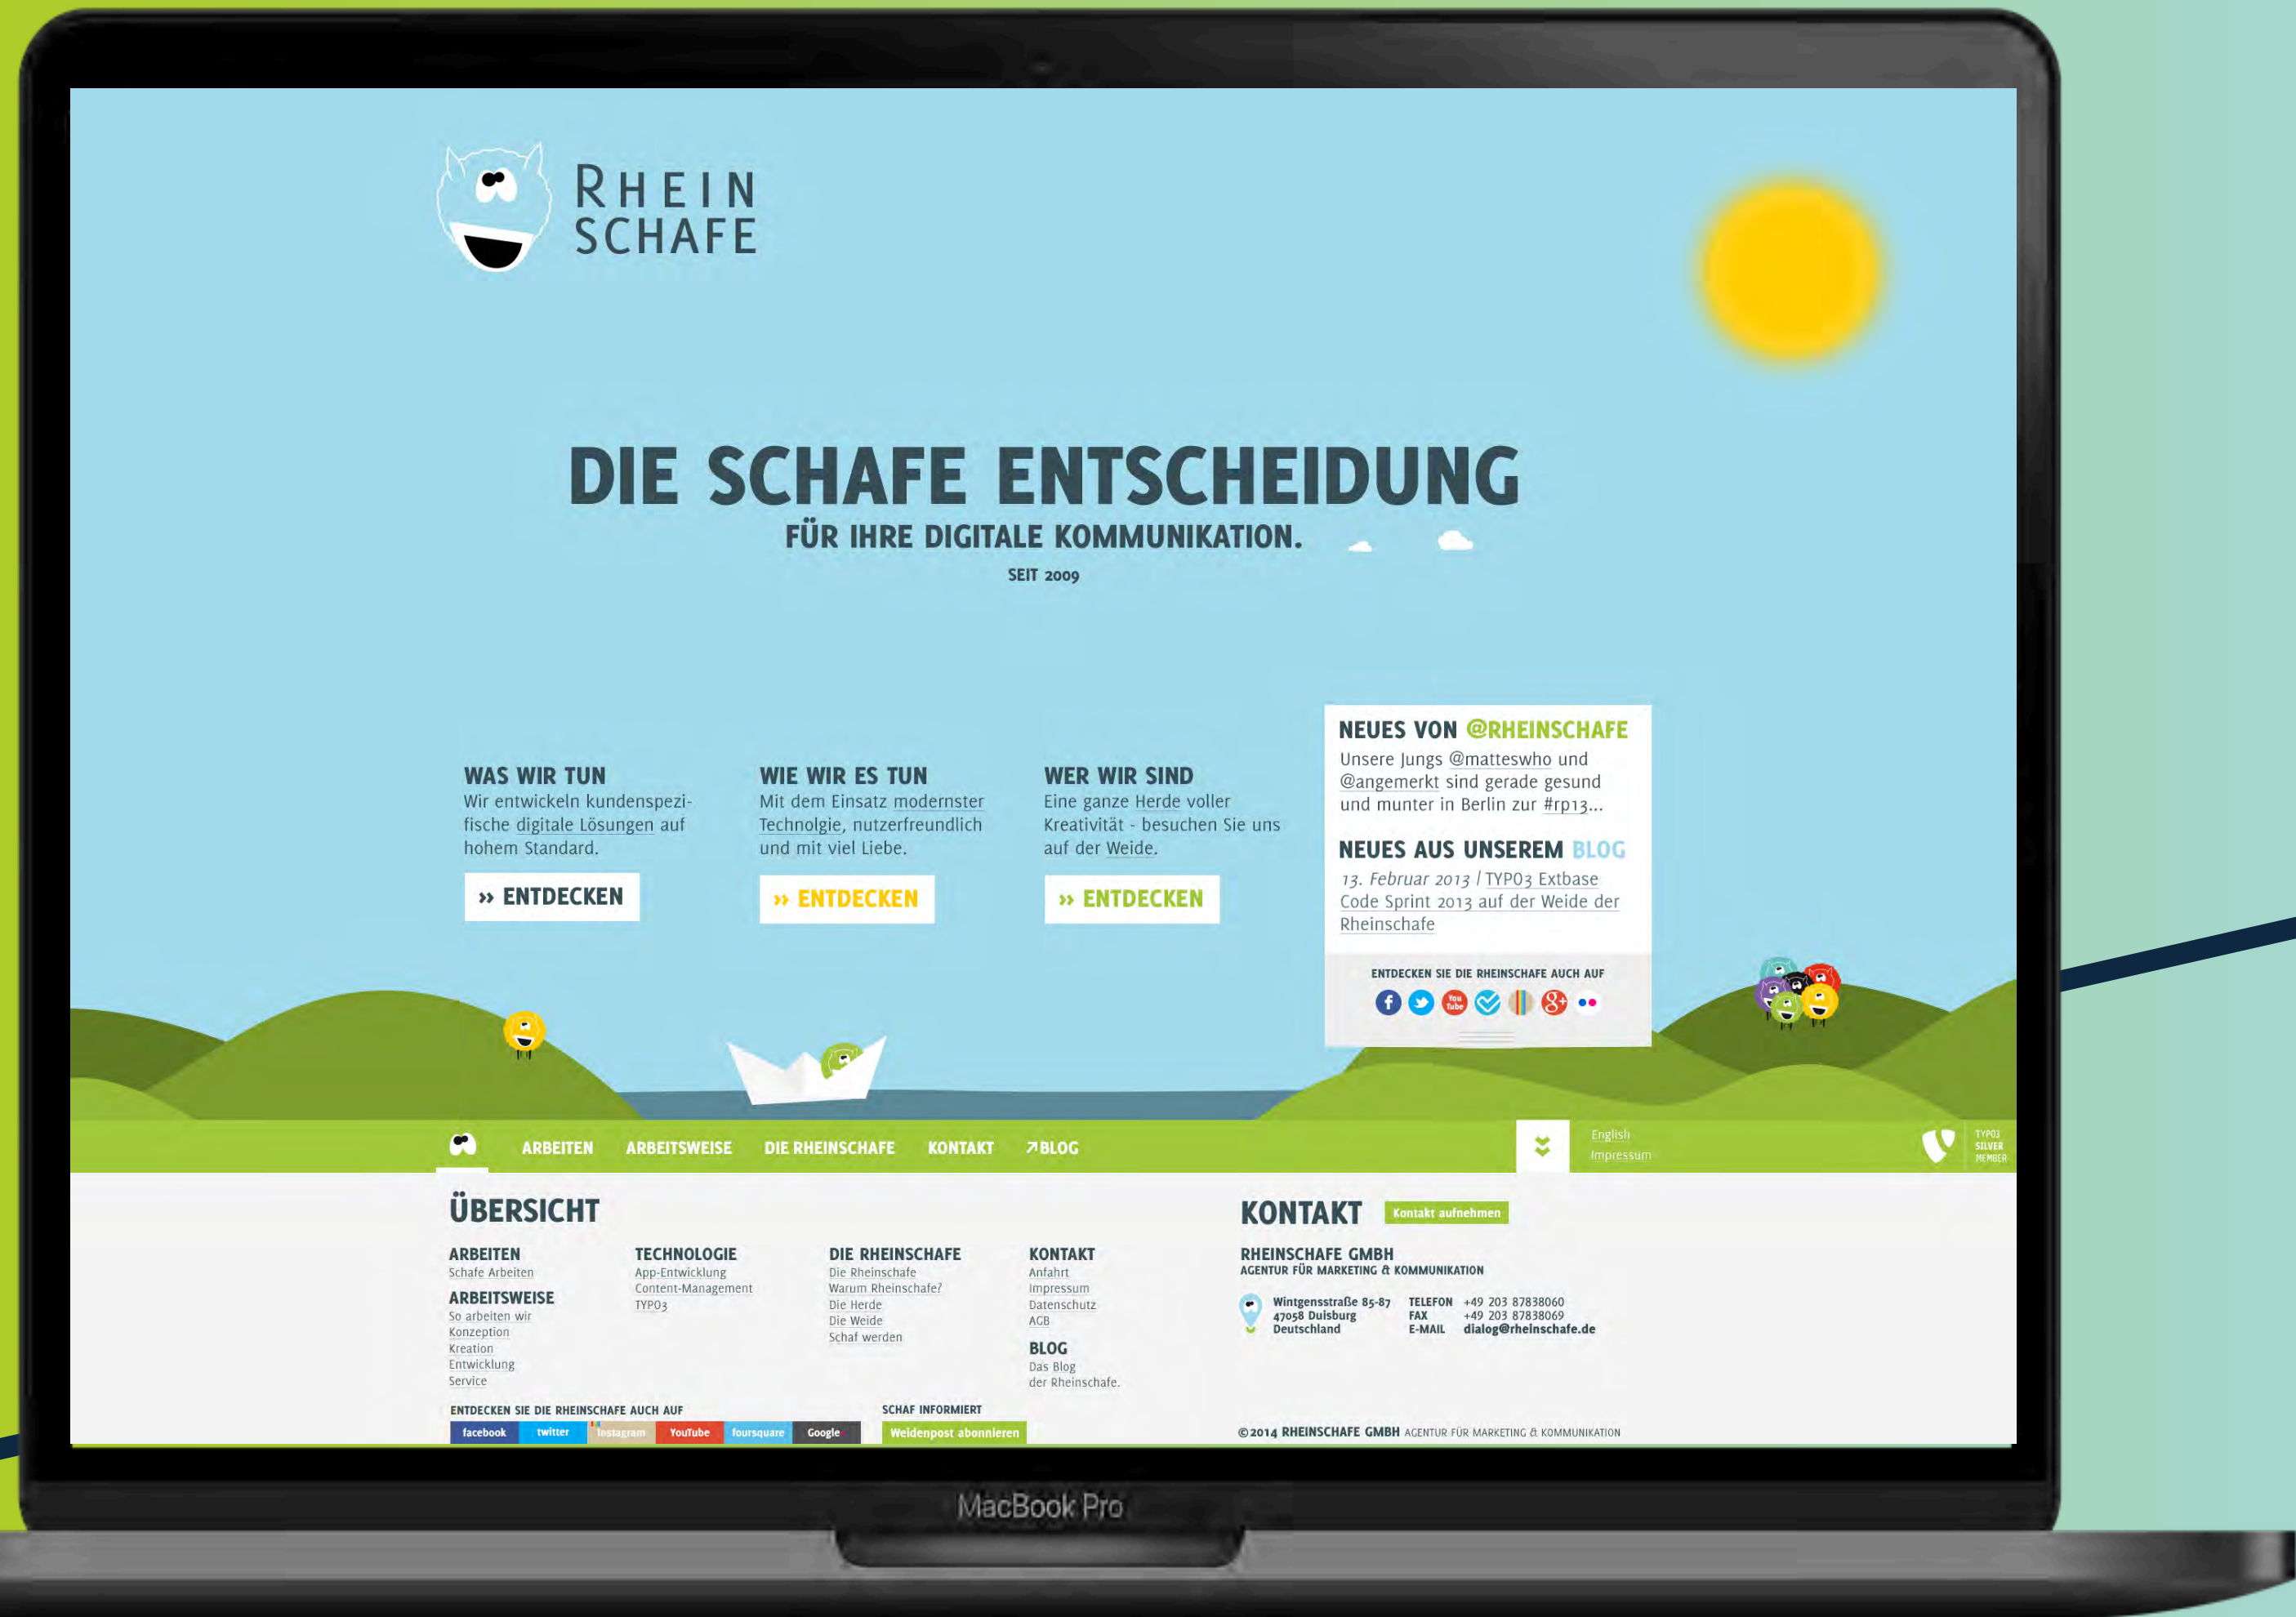 RHEIN
SCHAFE
DIE SCHAFE ENTSCHEIDUNG
FÜR IHRE DIGITALE KOMMUNIKATION.
SEIT 2009
WAS WIR TUN
Wir entwickeln kundenspezi-
fische digitale Lösungen auf
hohem Standard.
» ENTDECKEN
WIE WIR ES TUN
Mit dem Einsatz modernster
Technolgie, nutzerfreundlich
und mit viel Liebe.
» ENTDECKEN
WER WIR SIND
Eine ganze Herde voller
Kreativität - besuchen Sie uns
auf der Weide.
» ENTDECKEN
NEUES VON @RHEINSCHAFE
Unsere Jungs @matteswho und
@angemerkt sind gerade gesund
und munter in Berlin zur #rp13...
NEUES AUS UNSEREM BLOG
13. Februar 2013 / TYPO3 Extbase
Code Sprint 2013 auf der Weide der
Rheinschafe
ENTDECKEN SIE DIE RHEINSCHAFE AUCH AUF
f You Tube 8+
ARBEITEN ARBEITSWEISE DIE RHEINSCHAFE KONTAKT BLOG
English
Impressum
TYPO3
SILVER
MEMBER
ÜBERSICHT
ARBEITEN
Schafe Arbeiten
ARBEITSWEISE
So arbeiten wir
Konzeption
Kreation
Entwicklung
Service
TECHNOLOGIE
App-Entwicklung
Content-Management
TYPO3
DIE RHEINSCHAFE
Die Rheinschafe
Warum Rheinschafe?
Die Herde
Die Weide
Schaf werden
KONTAKT
Anfahrt
Impressum
Datenschutz
AGB
BLOG
Das Blog
der Rheinschafe.
KONTAKT Kontakt aufnehmen
RHEINSCHAFE GMBH
AGENTUR FÜR MARKETING & KOMMUNIKATION
Wintgensstraße 85-87
47058 Duisburg
Deutschland
TELEFON +49 203 87838060
FAX +49 203 87838069
E-MAIL dialog@rheinschafe.de
ENTDECKEN SIE DIE RHEINSCHAFE AUCH AUF
facebook twitter Instagram YouTube foursquare Google
SCHAF INFORMIERT
Weidenpost abonnieren
©2014 RHEINSCHAFE GMBH AGENTUR FÜR MARKETING & KOMMUNIKATION
MacBook Pro